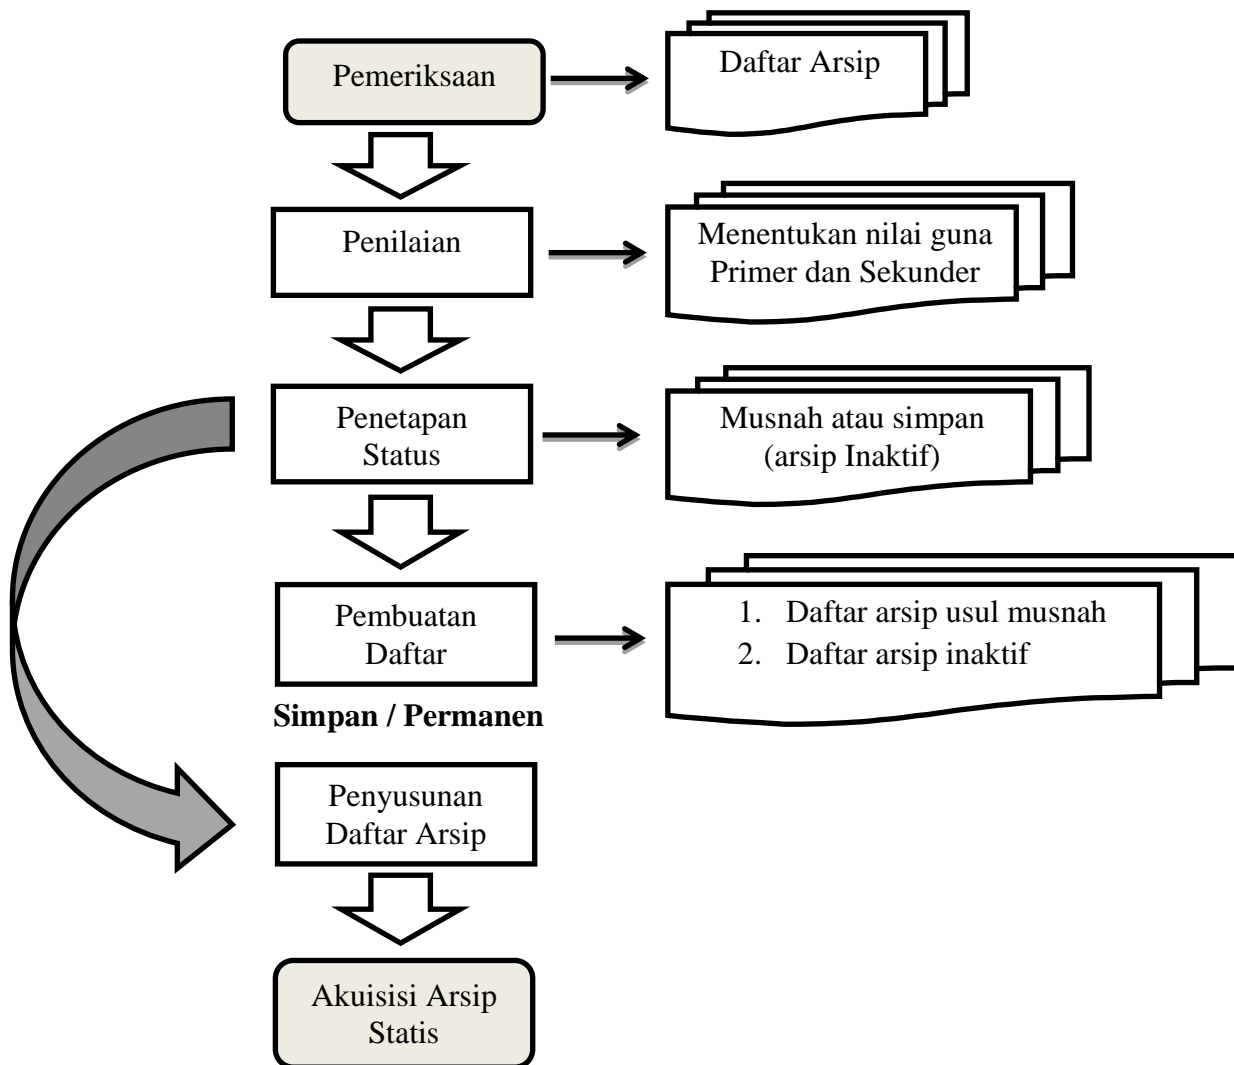 Pemeriksaan
Daftar Arsip
Penilaian
Menentukan nilai guna
Primer dan Sekunder
Penetapan
Status
Musnah atau simpan
(arsip Inaktif)
Pembuatan
Daftar
1. Daftar arsip usul musnah
2. Daftar arsip inaktif
Simpan / Permanen
Penyusunan
Daftar Arsip
Akuisisi Arsip
Statis